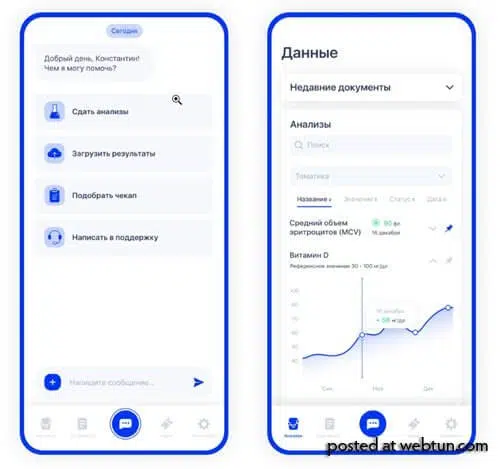 Сегодня
Добрый день, Константин!
Чем я могу помочь?
Сдать анализы
Загрузить результаты
Подобрать чекап
Написать в поддержку
Напишите сообщение...
Данные
Недавние документы
Анализы
Поиск
Тематика
Название
Значение
Статус
Дата
Средний объем
эритроцитов (MCV)
90 фл
16 декабря
Витамин D
Референсное значение 30 - 100 нг/дл
100
90
80
60
50
40
16 декабря
58 нг/дл
Сен
Ноя
Дек
posted at webtun.com